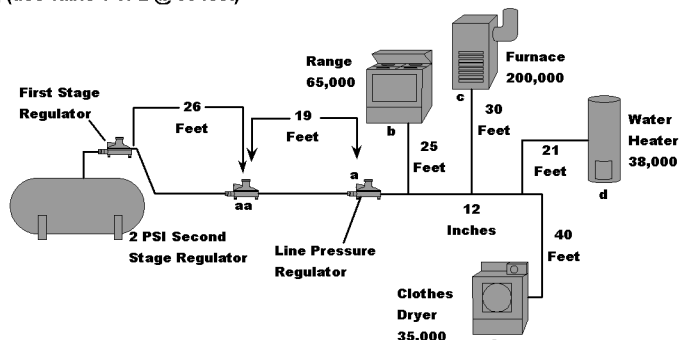 First Stage
Regulator
26
Feet
19
Feet
Range
65,000
b
Furnace
200,000
c
30
Feet
25
Feet
Water
Heater
38,000
21
Feet
d
a
aa
2 PSI Second
Stage Regulator
Line Pressure
Regulator
12
Inches
40
Feet
Clothes
Dryer
35,000